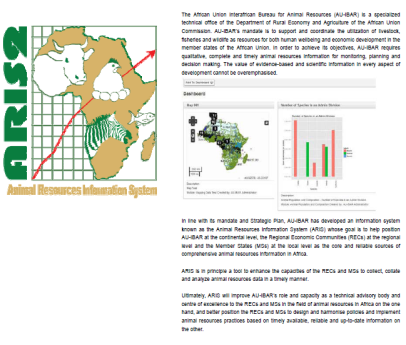 ARIS2
Animal Resources Information System
The African Union Interafrican Bureau for Animal Resources (AU-IBAR) is a specialized
technical office of the Department of Rural Economy and Agriculture of the African Union
Commission. AU-IBAR's mandate is to support and coordinate the utilization of livestock,
fisheries and wildlife as resources for both human wellbeing and economic development in the
member states of the African Union. In order to achieve its objectives, AU-IBAR requires
qualitative, complete and timely animal resources information for monitoring, planning and
decision making. The value of evidence-based and scientific information in every aspect of
development cannot be overemphasised.
Dashboard
In line with its mandate and Strategic Plan, AU-IBAR has developed an information system
known as the Animal Resources Information System (ARIS) whose goal is to help position
AU-IBAR at the continental level, the Regional Economic Communities (RECs) at the regional
level and the Member States (MSs) at the local level as the core and reliable sources of
comprehensive animal resources information in Africa.
ARIS is in principle a tool to enhance the capacities of the RECs and MSs to collect, collate
and analyze animal resources data in a timely manner.
Ultimately, ARIS will improve AU-IBAR's role and capacity as a technical advisory body and
centre of excellence to the RECs and MSs in the field of animal resources in Africa on the one
hand, and better position the RECs and MSs to design and harmonise policies and implement
animal resources practices based on timely available, reliable and up-to-date information on
the other.